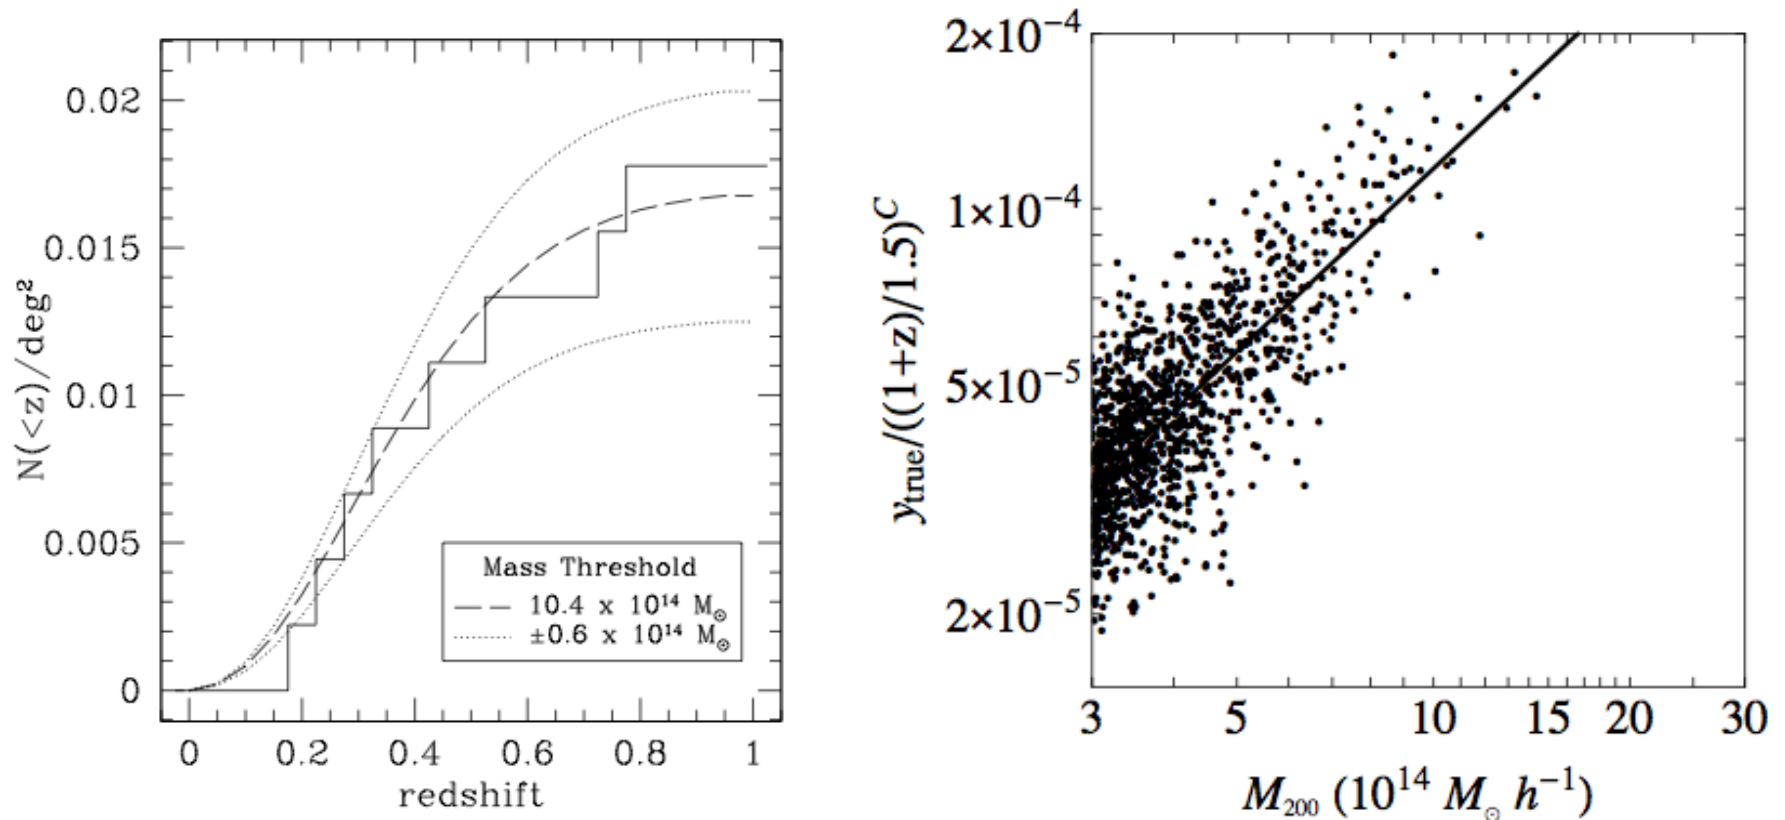 N(<z)/deg²
0.02
0.015
0.01
0.005
0
Mass Threshold
10.4 x 10¹⁴ M☉
±0.6 x 10¹⁴ M☉
0 0.2 0.4 0.6 0.8 1
redshift
y_true/((1+z)/1.5)^C
2×10⁻⁴
1×10⁻⁴
5×10⁻⁵
2×10⁻⁵
3 5 10 15 20 30
M₂₀₀ (10¹⁴ M☉ h⁻¹)